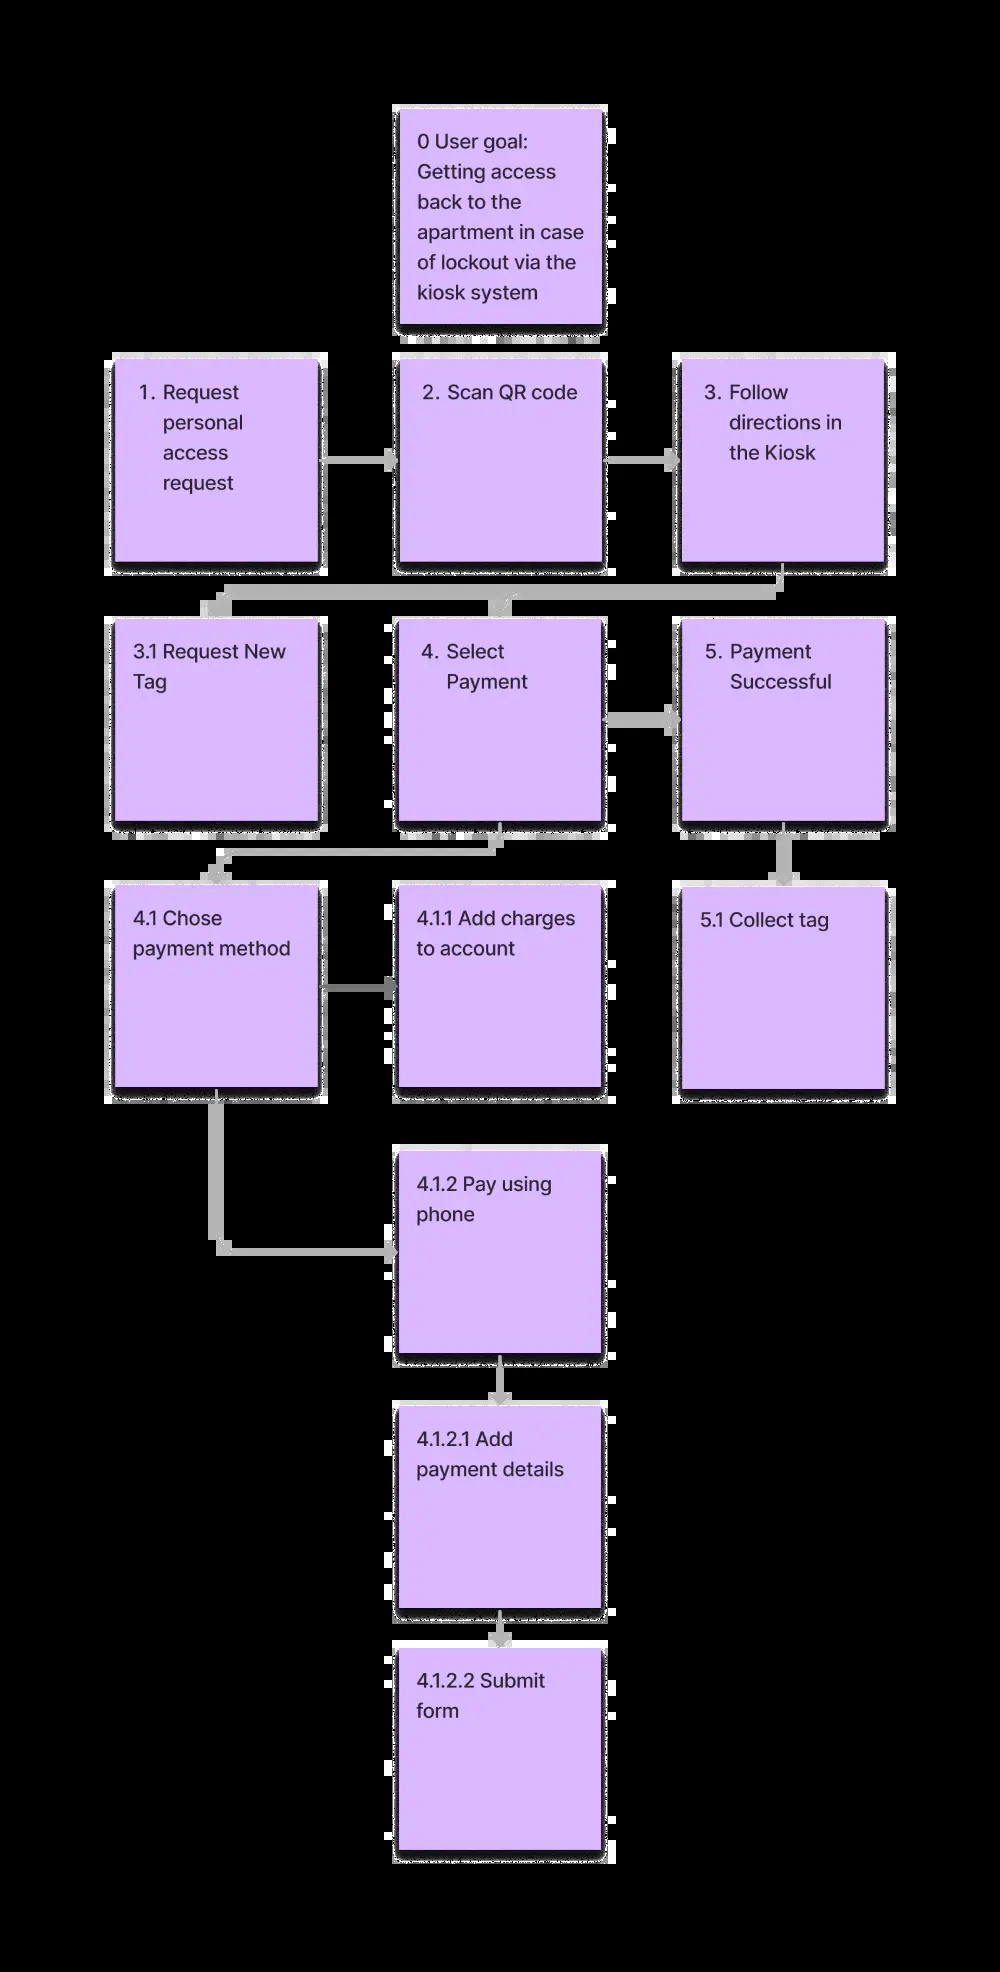 0 User goal:
Getting access
back to the
apartment in case
of lockout via the
kiosk system
1. Request
personal
access
request
2. Scan QR code
3. Follow
directions in
the Kiosk
3.1 Request New
Tag
4. Select
Payment
5. Payment
Successful
4.1 Chose
payment method
4.1.1 Add charges
to account
5.1 Collect tag
4.1.2 Pay using
phone
4.1.2.1 Add
payment details
4.1.2.2 Submit
form